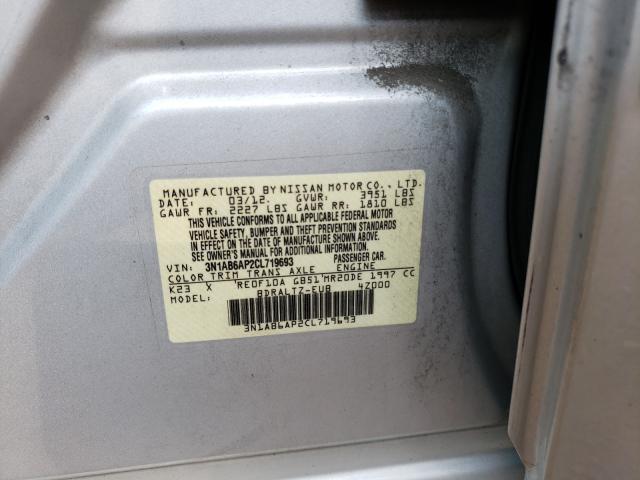 MANUFACTURED BY NISSAN MOTOR CO., LTD.
DATE: 03/12. GVWR: 3951 LBS
GAWR FR: 2227 LBS GAWR RR: 1810 LBS
THIS VEHICLE CONFORMS TO ALL APPLICABLE FEDERAL MOTOR
VEHICLE SAFETY, BUMPER AND THEFT PREVENTION STANDARDS
IN EFFECT ON THE DATE OF MANUFACTURE SHOWN ABOVE.
SEE OWNER'S MANUAL FOR ADDITIONAL INFORMATION.
VIN: 3N1AB6AP2CL719693 PASSENGER CAR.
COLOR TRIM TRANS AXLE ENGINE
K23 X RE0F10A GB51 MR20DE 1997 CC
MODEL: BDRALTZ-EUB 4Z000
3N1AB6AP2CL719693